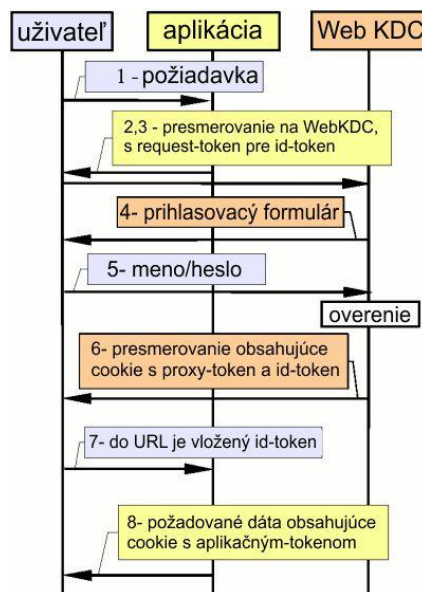 užívateľ
aplikácia
Web KDC
1 - požiadavka
2,3 - presmerovanie na WebKDC,
s request-token pre id-token
4- prihlasovací formulár
5- meno/heslo
overenie
6- presmerovanie obsahujúce
cookie s proxy-token a id-token
7- do URL je vložený id-token
8- požadované dáta obsahujúce
cookie s aplikačným-tokenom